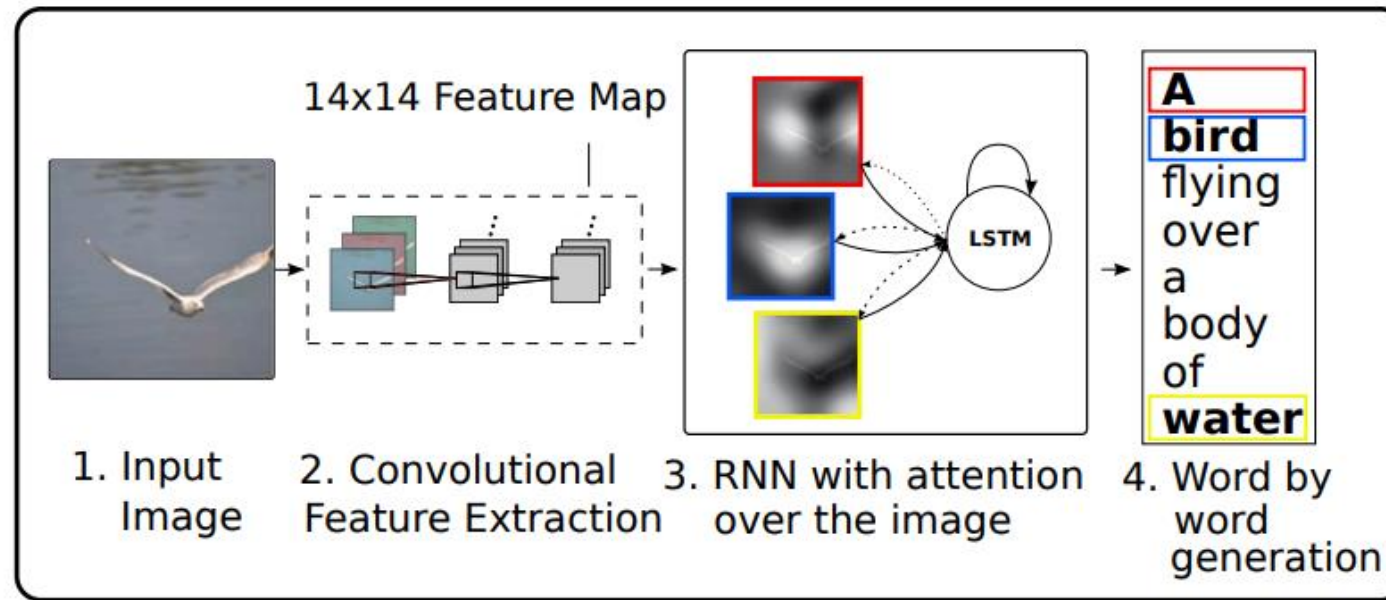 14x14 Feature Map
LSTM
A
bird
flying
over
a
body
of
water
1. Input
Image
2. Convolutional
Feature Extraction
3. RNN with attention
over the image
4. Word by
word
generation